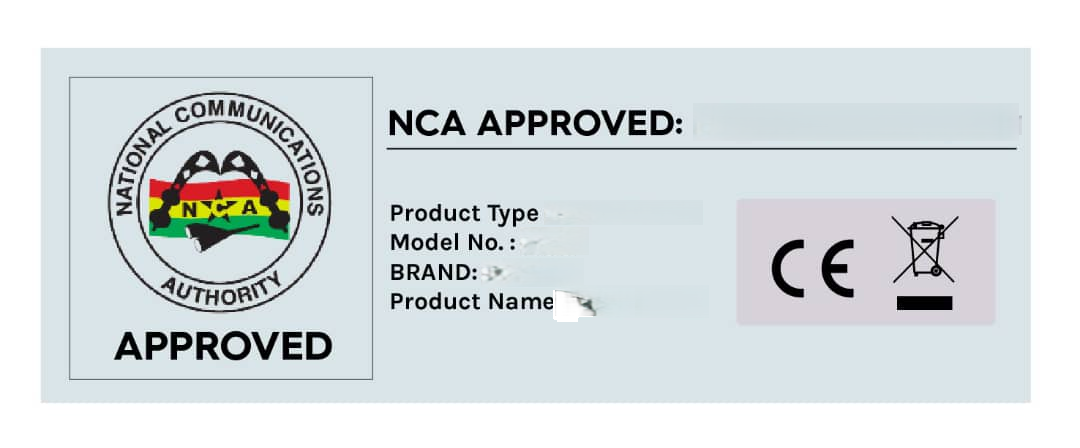 NATIONAL COMMUNICATIONS
NCA
AUTHORITY
APPROVED
NCA APPROVED:
Product Type
Model No. :
BRAND:
Product Name
CE